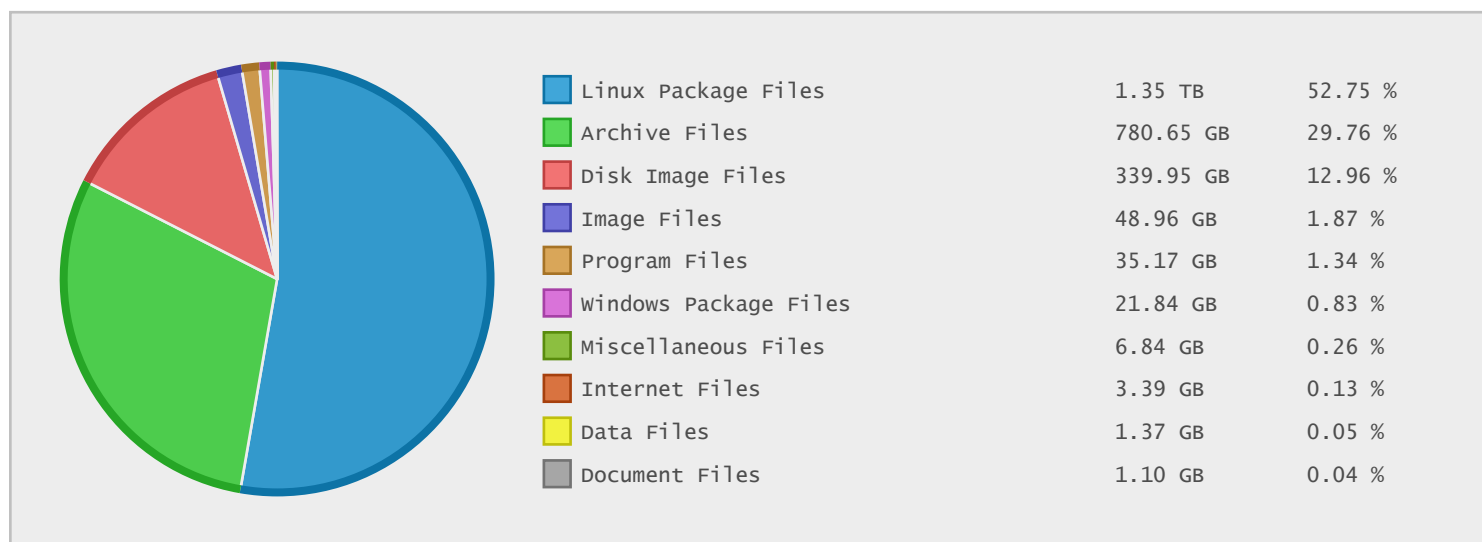 Linux Package Files 1.35 TB 52.75 %
Archive Files 780.65 GB 29.76 %
Disk Image Files 339.95 GB 12.96 %
Image Files 48.96 GB 1.87 %
Program Files 35.17 GB 1.34 %
Windows Package Files 21.84 GB 0.83 %
Miscellaneous Files 6.84 GB 0.26 %
Internet Files 3.39 GB 0.13 %
Data Files 1.37 GB 0.05 %
Document Files 1.10 GB 0.04 %